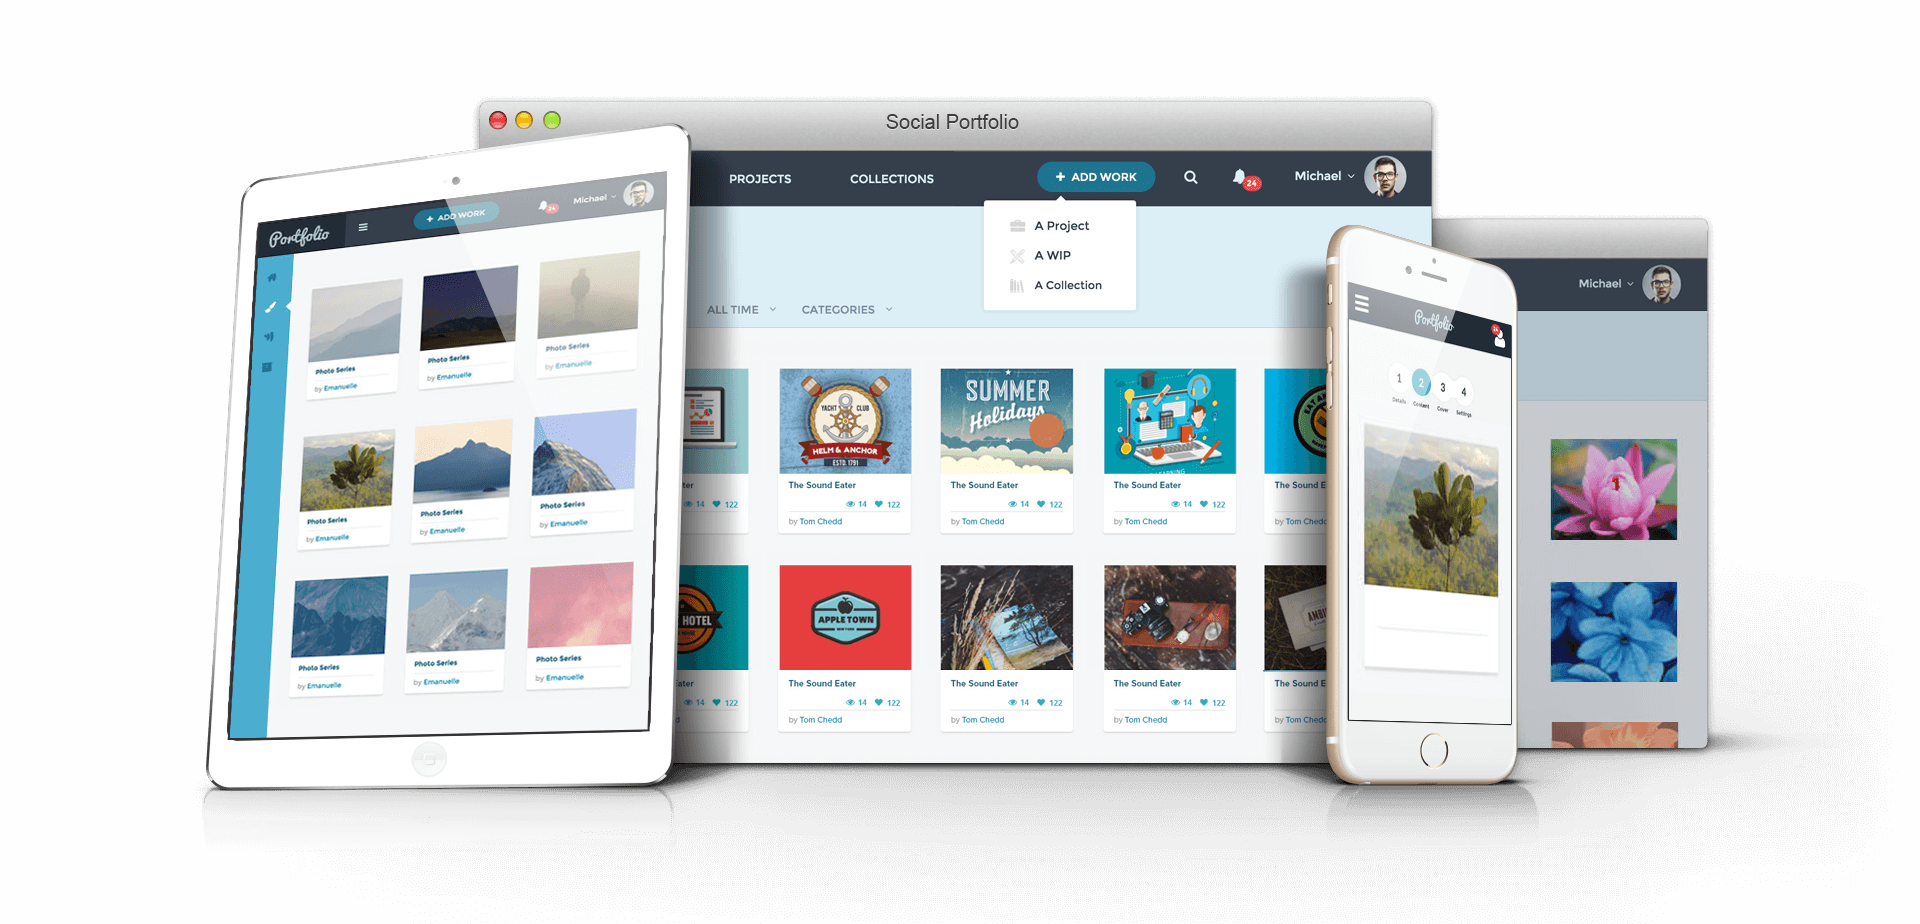 Social Portfolio
PROJECTS
COLLECTIONS
+ ADD WORK
24
Michael
A Project
A WIP
A Collection
ALL TIME
CATEGORIES
YACHT CLUB
HELM & ANCHOR
ESTD. 1791
SUMMER
Holidays
The Sound Eater
14 122
by Tom Chedd
The Sound Eater
14 122
by Tom Chedd
The Sound Eater
14 122
by Tom Chedd
The Sound E
by Tom Chedd
14 122
HOTEL
APPLE TOWN
NEW YORK
14 122
The Sound Eater
14 122
by Tom Chedd
The Sound Eater
14 122
by Tom Chedd
The Sound Eater
14 122
by Tom Chedd
The Sound E
by Tom Chedd
Portfolio
+ ADD WORK
24
Michael
Photo Series
by Emanuelle
Photo Series
by Emanuelle
Photo Series
by Emanuelle
Photo Series
by Emanuelle
Photo Series
by Emanuelle
Photo Series
by Emanuelle
Photo Series
by Emanuelle
Photo Series
by Emanuelle
Photo Series
by Emanuelle
Portfolio
24
1 2 3 4
Details Content Cover Settings
Michael